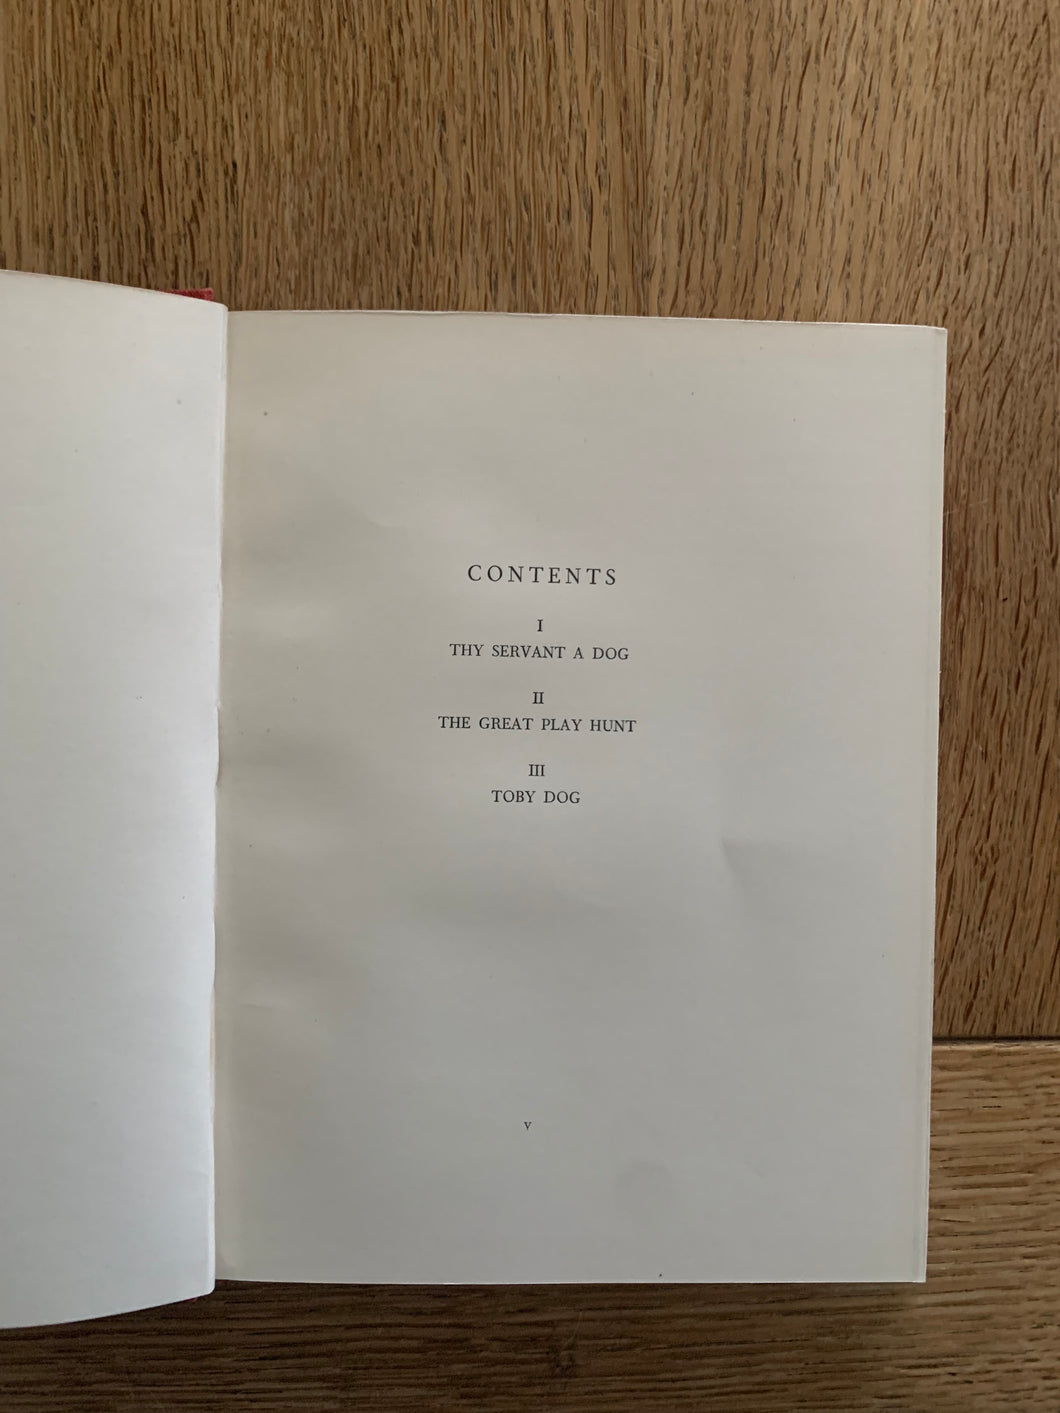 CONTENTS
I
THY SERVANT A DOG
II
THE GREAT PLAY HUNT
III
TOBY DOG
v